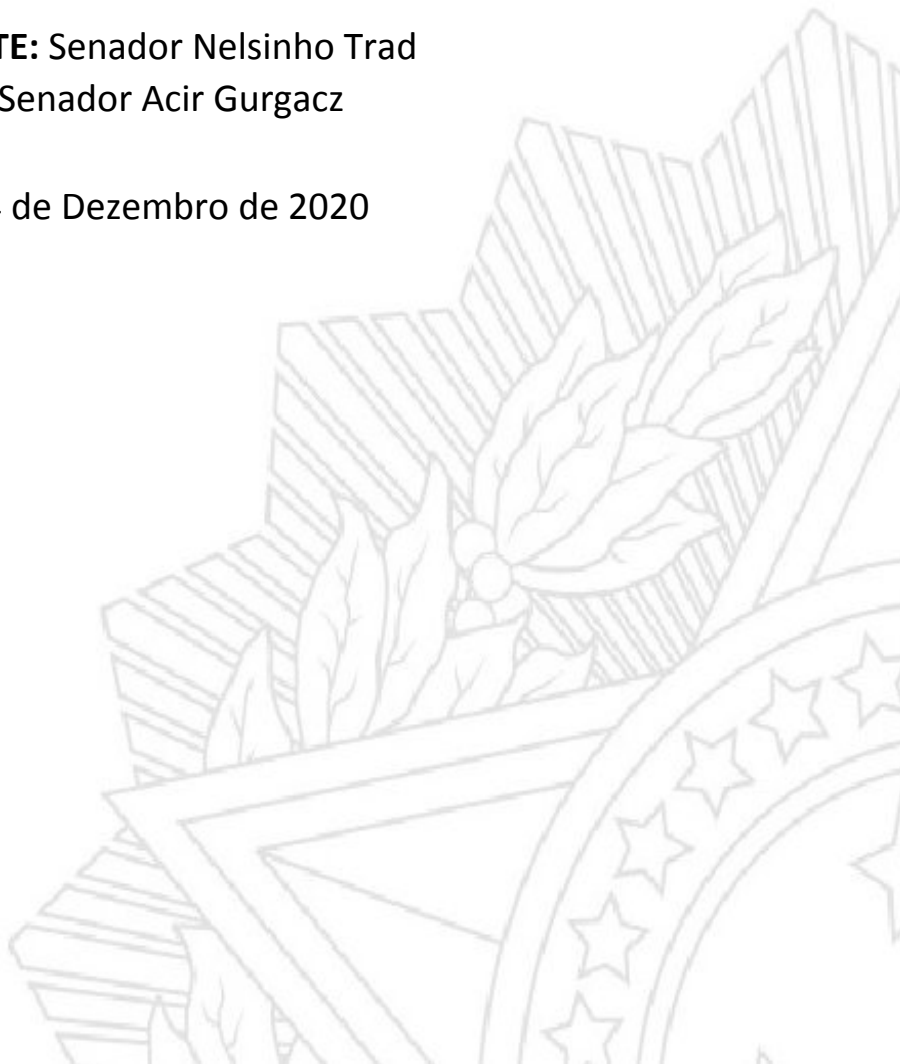 TE: Senador Nelsinho Trad
Senador Acir Gurgacz
de Dezembro de 2020